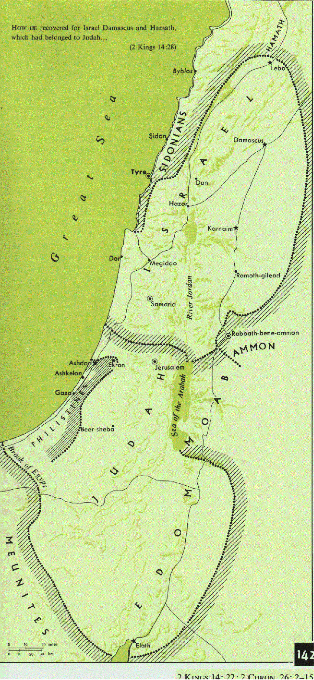 How he recovered for Israel Damascus and Hamath,
which had belonged to Judah...
(2 Kings 14:28)
HAMATH
Lebo
Byblos
Great Sea
Sidon
SIDONIANS
Damascus
Tyre
Dan
ISRAEL
Hazor
Karnaim
Dor
Megiddo
Ramoth-gilead
River Jordan
Samaria
Rabbath-bene-ammon
AMMON
Ashdod
Ekron
Jerusalem
Ashkelon
Gaza
PHILISTINES
Sea of the Arabah
MOAB
Beer-sheba
JUDAH
Brook of Egypt
EDOM
MEUNITES
Elath
142
2 Kings 14: 22; 2 Chron. 26: 2–15